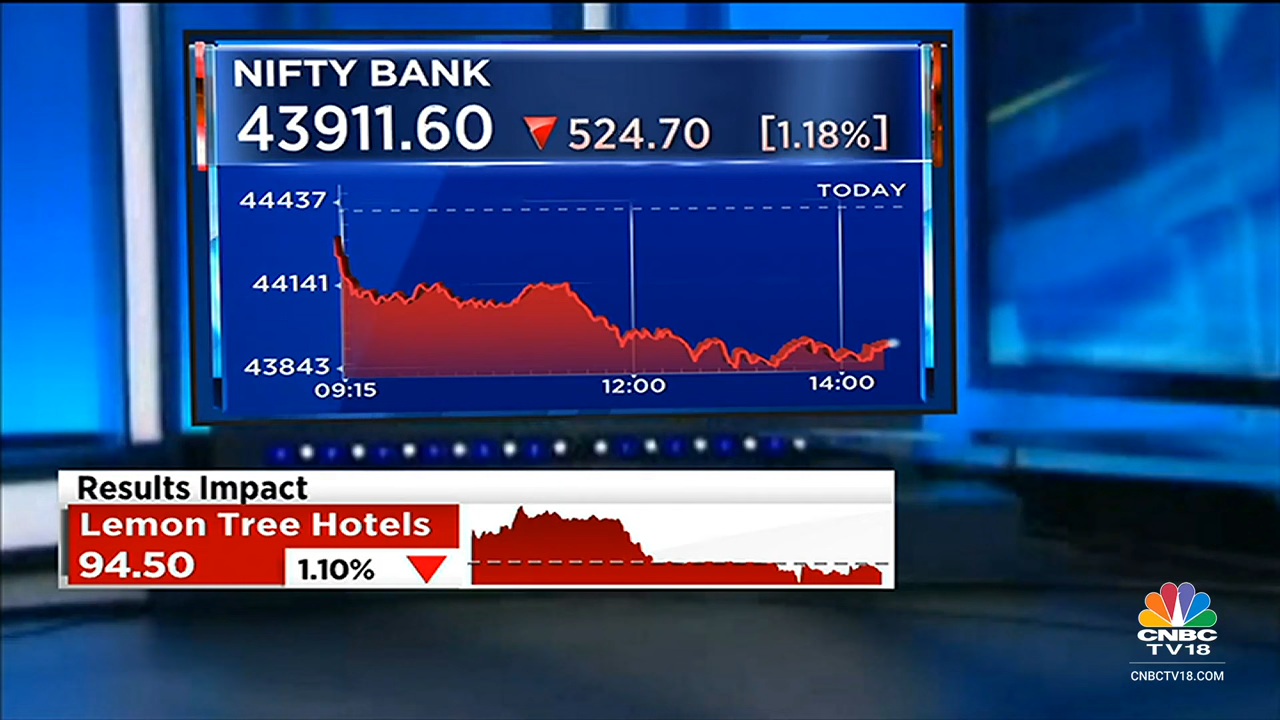 NIFTY BANK
43911.60 ▼ 524.70 [1.18%]
TODAY
44437
44141
43843
09:15 12:00 14:00
Results Impact
Lemon Tree Hotels
94.50 1.10% ▼
CNBC
TV18
CNBCTV18.COM